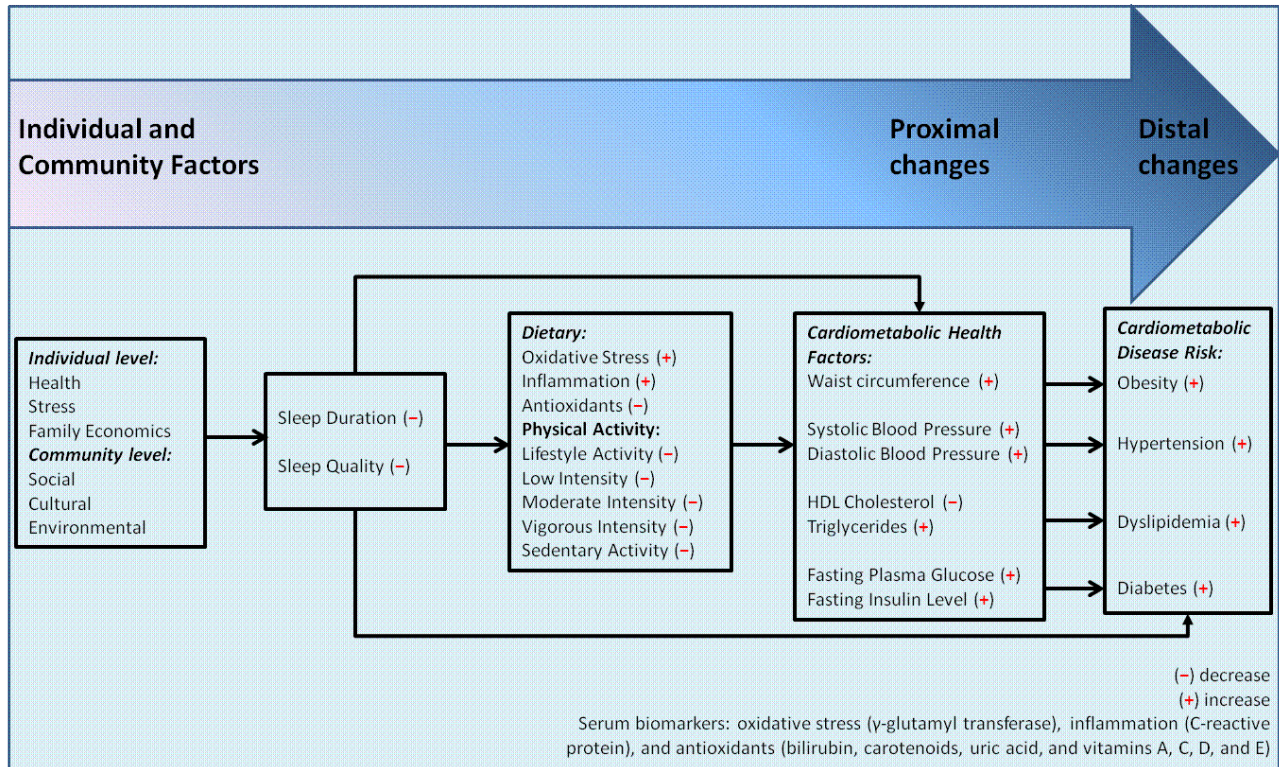 Individual and
Community Factors
Proximal
changes
Distal
changes
Individual level:
Health
Stress
Family Economics
Community level:
Social
Cultural
Environmental
Sleep Duration (−)
Sleep Quality (−)
Dietary:
Oxidative Stress (+)
Inflammation (+)
Antioxidants (−)
Physical Activity:
Lifestyle Activity (−)
Low Intensity (−)
Moderate Intensity (−)
Vigorous Intensity (−)
Sedentary Activity (−)
Cardiometabolic Health
Factors:
Waist circumference (+)
Systolic Blood Pressure (+)
Diastolic Blood Pressure (+)
HDL Cholesterol (−)
Triglycerides (+)
Fasting Plasma Glucose (+)
Fasting Insulin Level (+)
Cardiometabolic
Disease Risk:
Obesity (+)
Hypertension (+)
Dyslipidemia (+)
Diabetes (+)
(−) decrease
(+) increase
Serum biomarkers: oxidative stress (γ-glutamyl transferase), inflammation (C-reactive
protein), and antioxidants (bilirubin, carotenoids, uric acid, and vitamins A, C, D, and E)